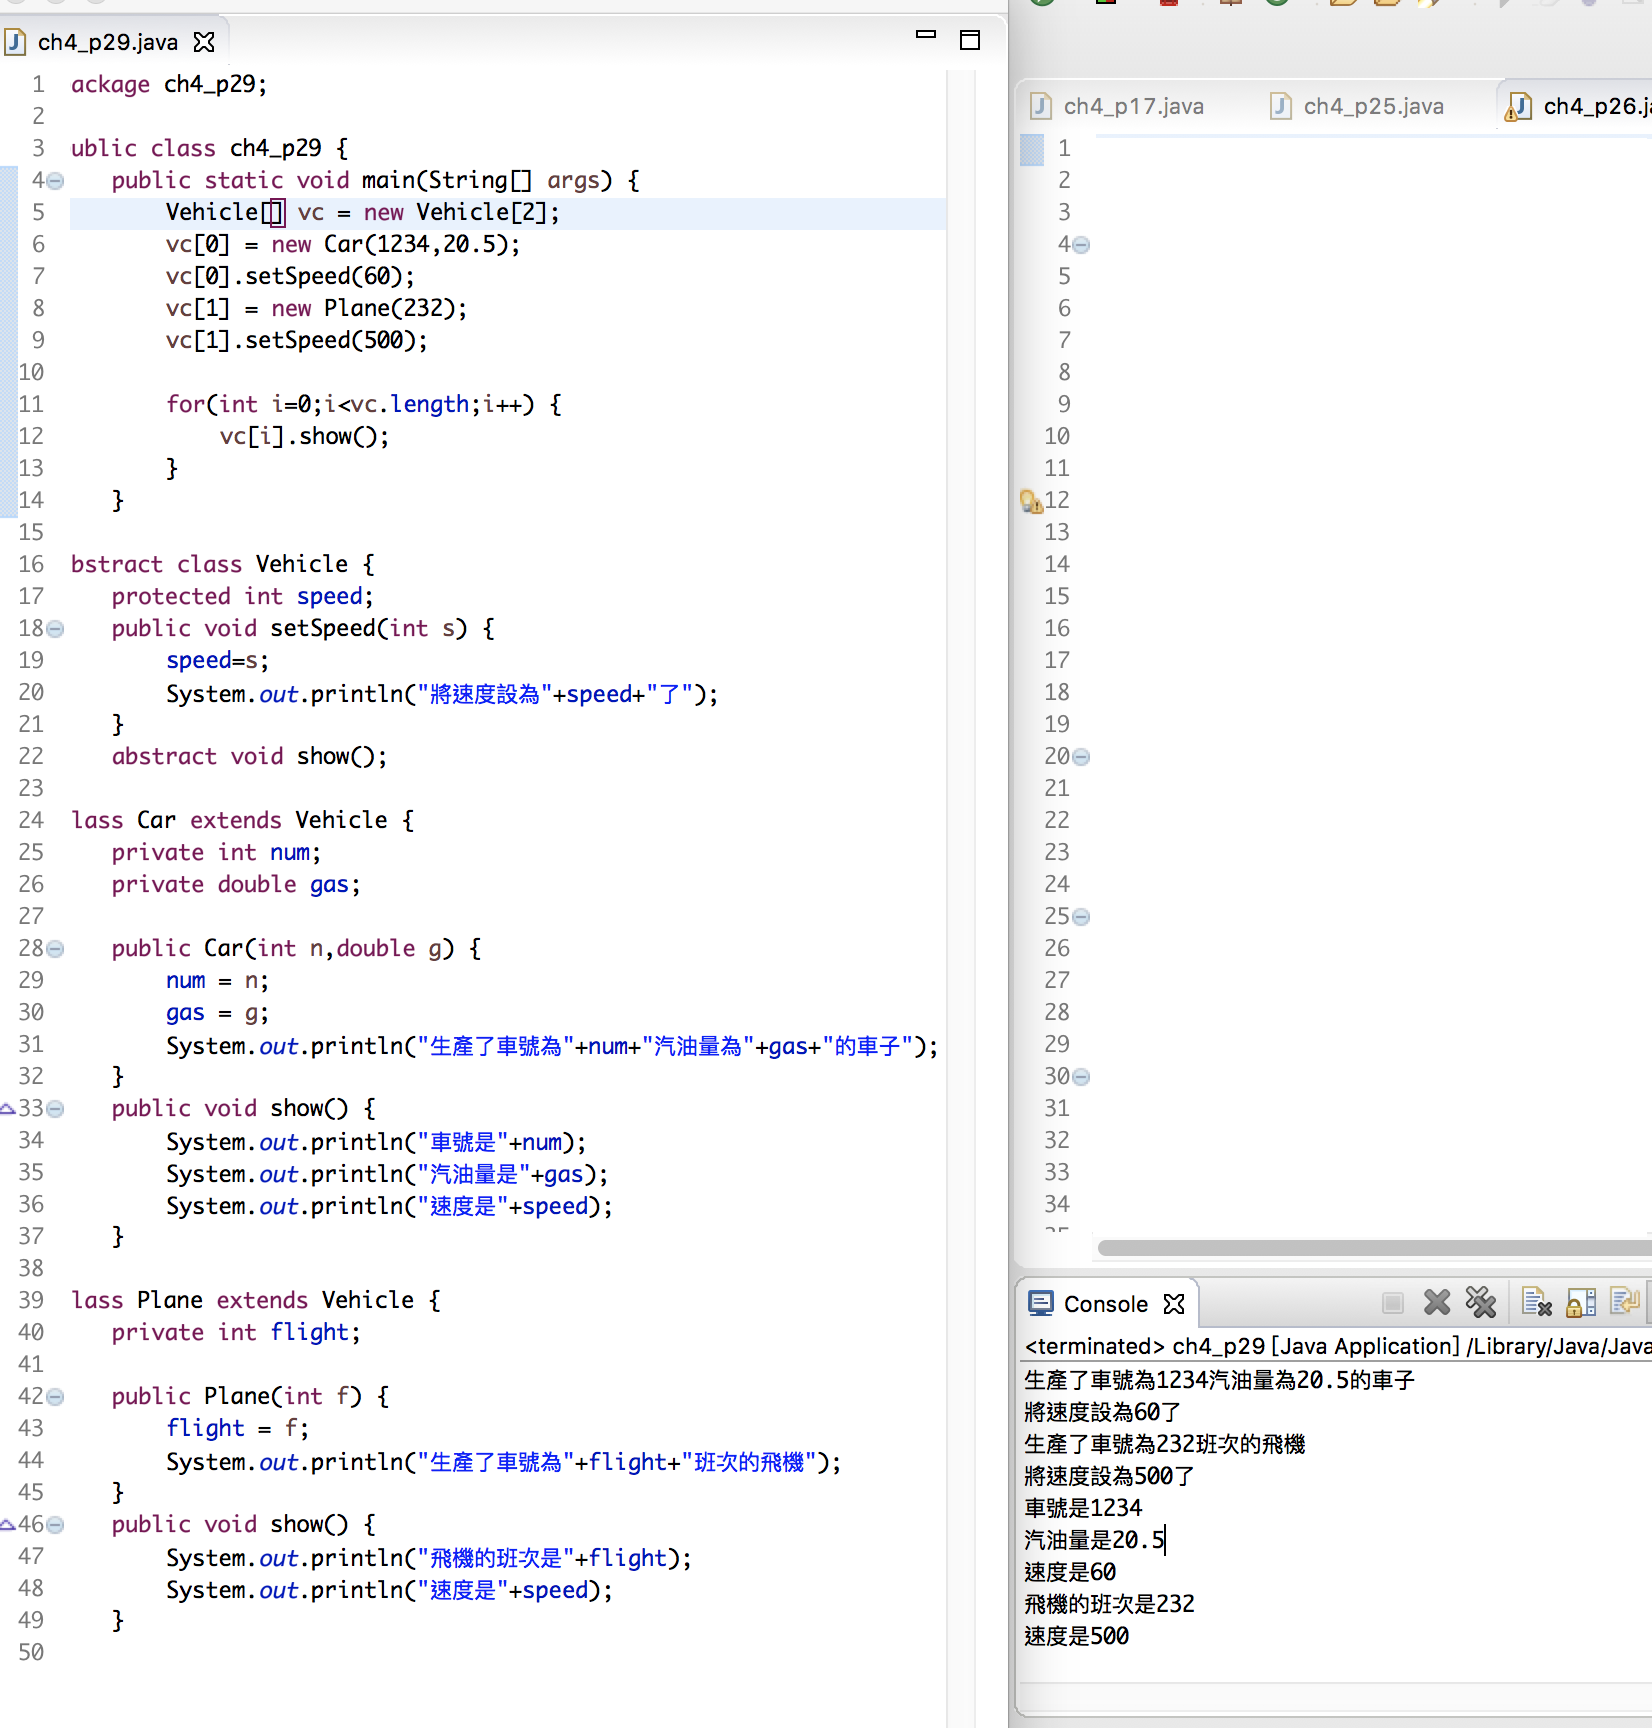 ch4_p29.java
1 ackage ch4_p29;
2
3 ublic class ch4_p29 {
4 public static void main(String[] args) {
5 Vehicle[] vc = new Vehicle[2];
6 vc[0] = new Car(1234,20.5);
7 vc[0].setSpeed(60);
8 vc[1] = new Plane(232);
9 vc[1].setSpeed(500);
10
11 for(int i=0;i<vc.length;i++) {
12 vc[i].show();
13 }
14 }
15
16 bstract class Vehicle {
17 protected int speed;
18 public void setSpeed(int s) {
19 speed=s;
20 System.out.println("將速度設為"+speed+"了");
21 }
22 abstract void show();
23
24 lass Car extends Vehicle {
25 private int num;
26 private double gas;
27
28 public Car(int n,double g) {
29 num = n;
30 gas = g;
31 System.out.println("生產了車號為"+num+"汽油量為"+gas+"的車子");
32 }
33 public void show() {
34 System.out.println("車號是"+num);
35 System.out.println("汽油量是"+gas);
36 System.out.println("速度是"+speed);
37 }
38
39 lass Plane extends Vehicle {
40 private int flight;
41
42 public Plane(int f) {
43 flight = f;
44 System.out.println("生產了車號為"+flight+"班次的飛機");
45 }
46 public void show() {
47 System.out.println("飛機的班次是"+flight);
48 System.out.println("速度是"+speed);
49 }
50
ch4_p17.java ch4_p25.java ch4_p26.ja
1
2
3
4
5
6
7
8
9
10
11
12
13
14
15
16
17
18
19
20
21
22
23
24
25
26
27
28
29
30
31
32
33
34
Console
<terminated> ch4_p29 [Java Application] /Library/Java/Java
生產了車號為1234汽油量為20.5的車子
將速度設為60了
生產了車號為232班次的飛機
將速度設為500了
車號是1234
汽油量是20.5
速度是60
飛機的班次是232
速度是500